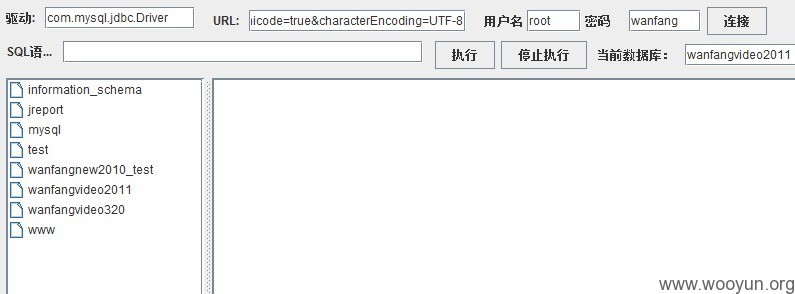 驱动: com.mysql.jdbc.Driver URL: nicode=true&characterEncoding=UTF-8 用户名 root 密码 wanfang 连接
SQL语... 执行 停止执行 当前数据库: wanfangvideo2011
information_schema
jreport
mysql
test
wanfangnew2010_test
wanfangvideo2011
wanfangvideo320
www
www.wooyun.org